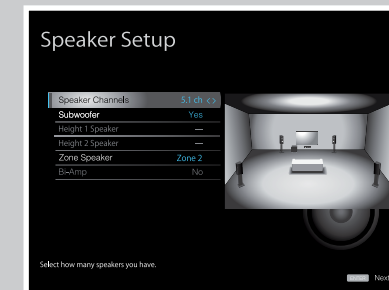 Speaker Setup
Speaker Channels 5.1 ch <>
Subwoofer Yes
Height 1 Speaker —
Height 2 Speaker —
Zone Speaker Zone 2
Bi-Amp No
Select how many speakers you have.
Next